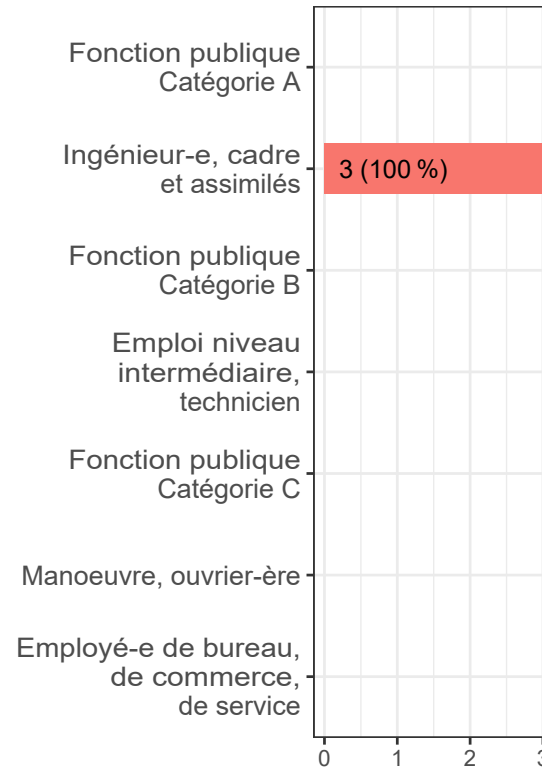 Fonction publique
Catégorie A
Ingénieur-e, cadre
et assimilés
3 (100 %)
Fonction publique
Catégorie B
Emploi niveau
intermédiaire,
technicien
Fonction publique
Catégorie C
Manoeuvre, ouvrier-ère
Employé-e de bureau,
de commerce,
de service
0 1 2 3